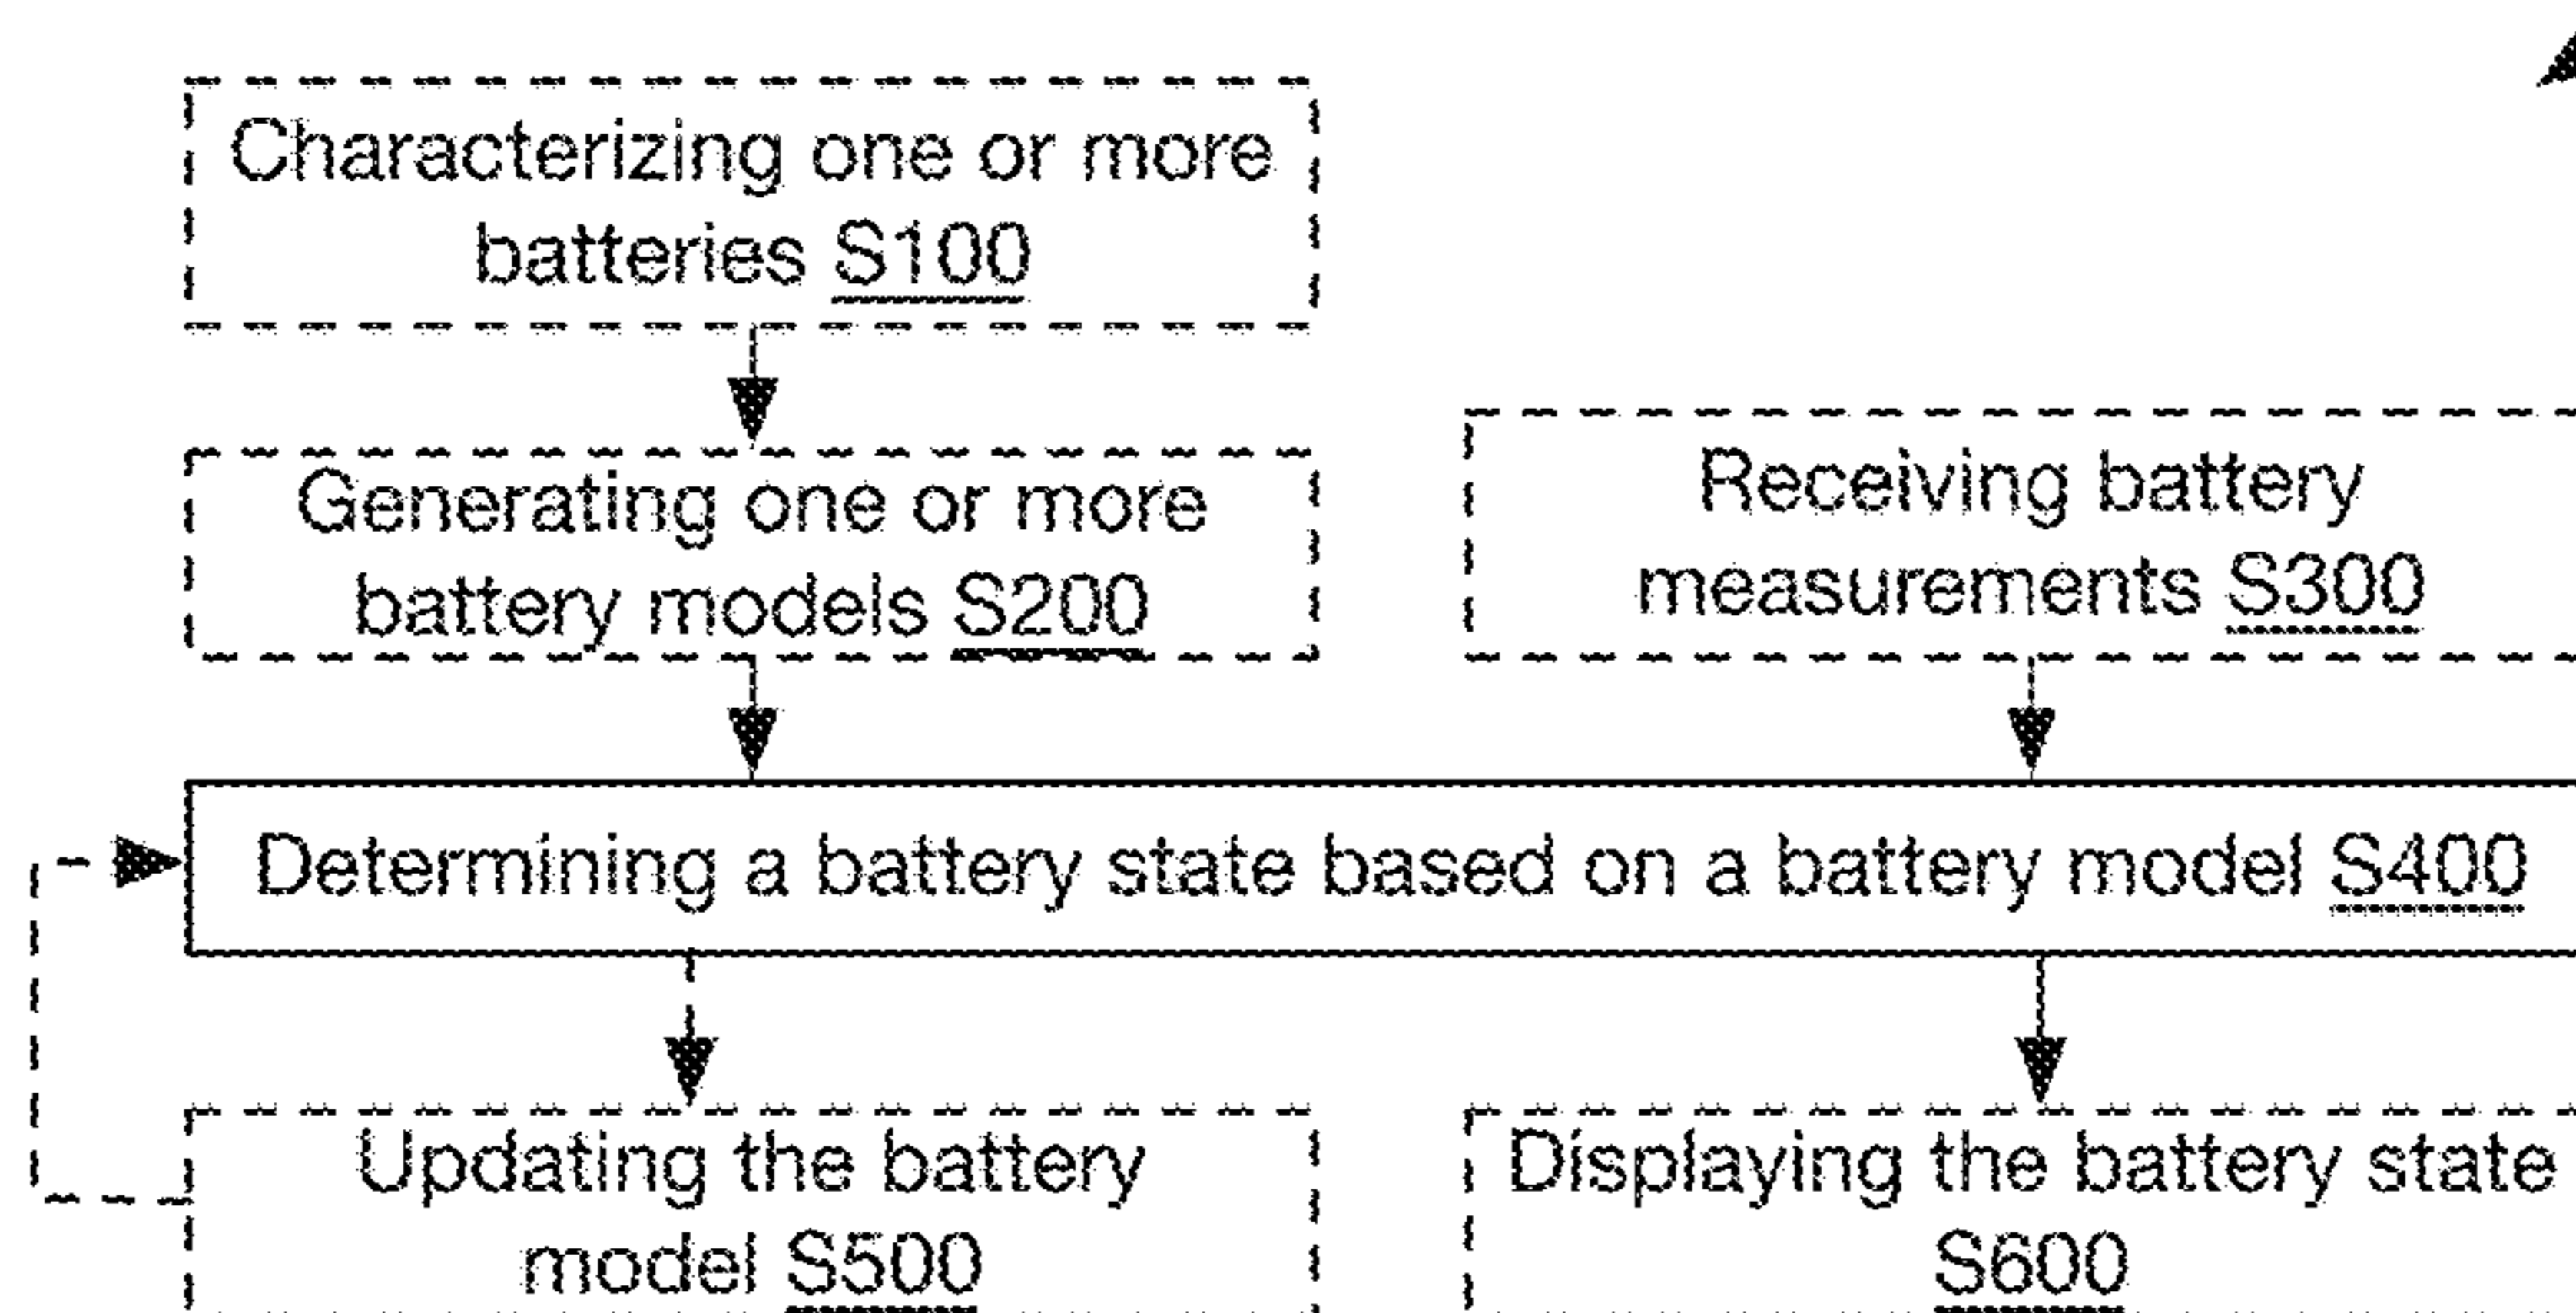 Characterizing one or more
batteries S100
Generating one or more
battery models S200
Receiving battery
measurements S300
Determining a battery state based on a battery model S400
Updating the battery
model S500
Displaying the battery state
S600